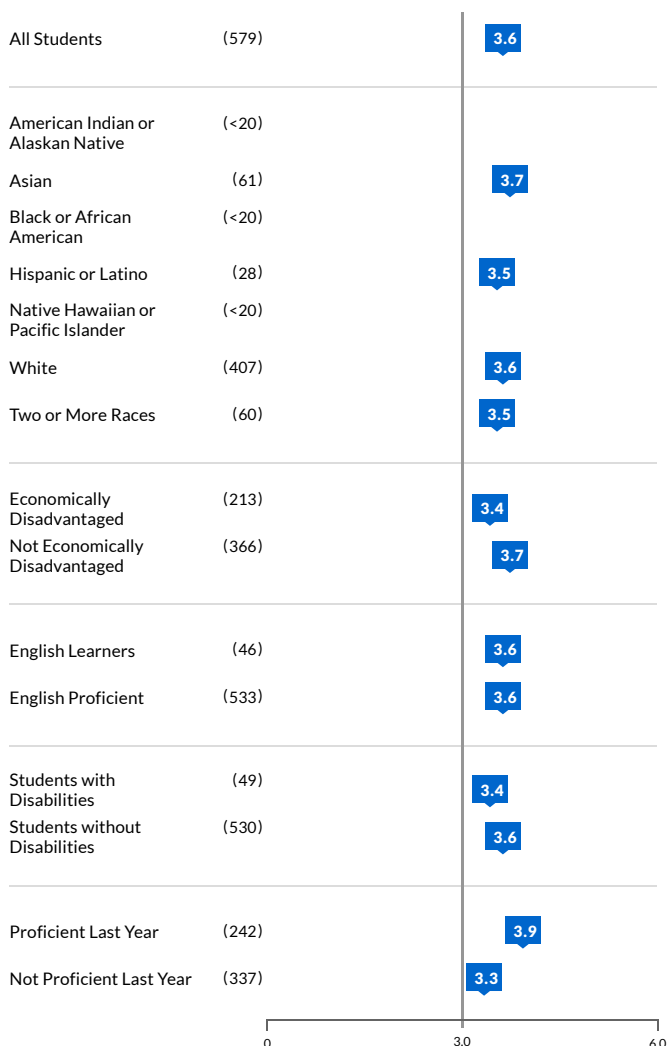 All Students (579) 3.6
American Indian or (<20)
Alaskan Native
Asian (61) 3.7
Black or African (<20)
American
Hispanic or Latino (28) 3.5
Native Hawaiian or (<20)
Pacific Islander
White (407) 3.6
Two or More Races (60) 3.5
Economically (213) 3.4
Disadvantaged
Not Economically (366) 3.7
Disadvantaged
English Learners (46) 3.6
English Proficient (533) 3.6
Students with (49) 3.4
Disabilities
Students without (530) 3.6
Disabilities
Proficient Last Year (242) 3.9
Not Proficient Last Year (337) 3.3
0 3.0 6.0